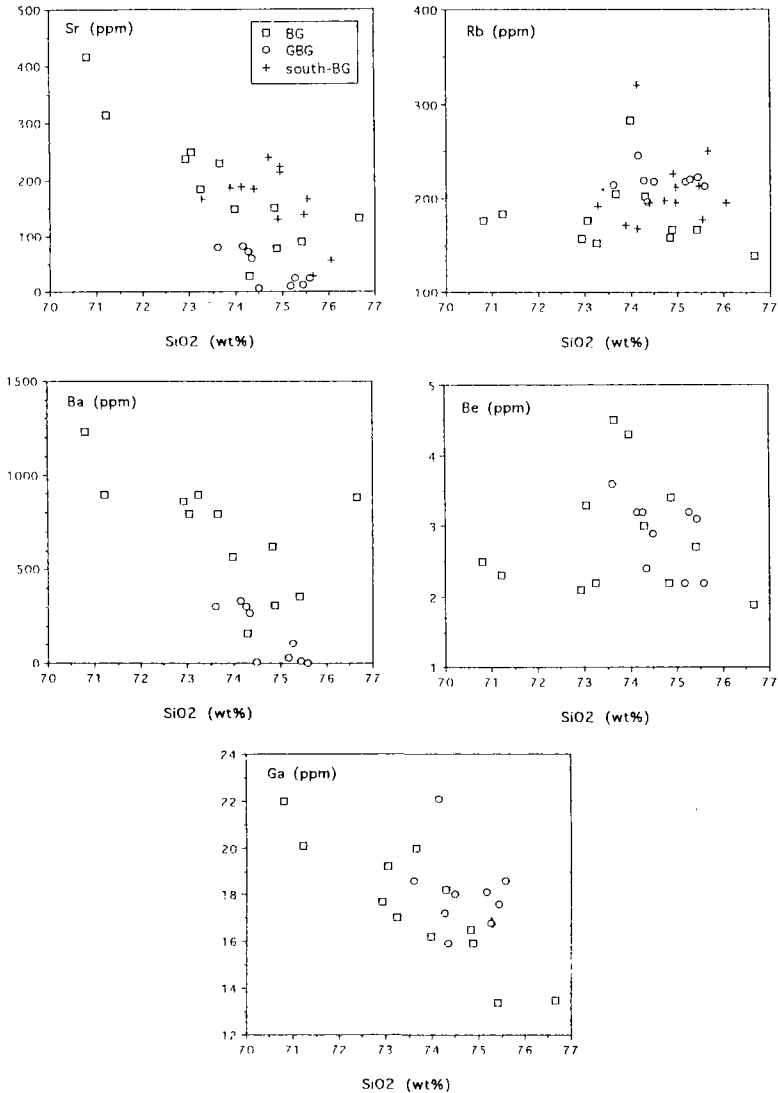 Sr (ppm)
BG
GBG
south-BG
500
400
300
200
100
0
70 71 72 73 74 75 76 77
SiO2 (wt%)
Rb (ppm)
400
300
200
100
70 71 72 73 74 75 76 77
SiO2 (wt%)
Ba (ppm)
1500
1000
500
0
70 71 72 73 74 75 76 77
SiO2 (wt%)
Be (ppm)
5
4
3
2
1
70 71 72 73 74 75 76 77
SiO2 (wt%)
Ga (ppm)
24
22
20
18
16
14
12
70 71 72 73 74 75 76 77
SiO2 (wt%)